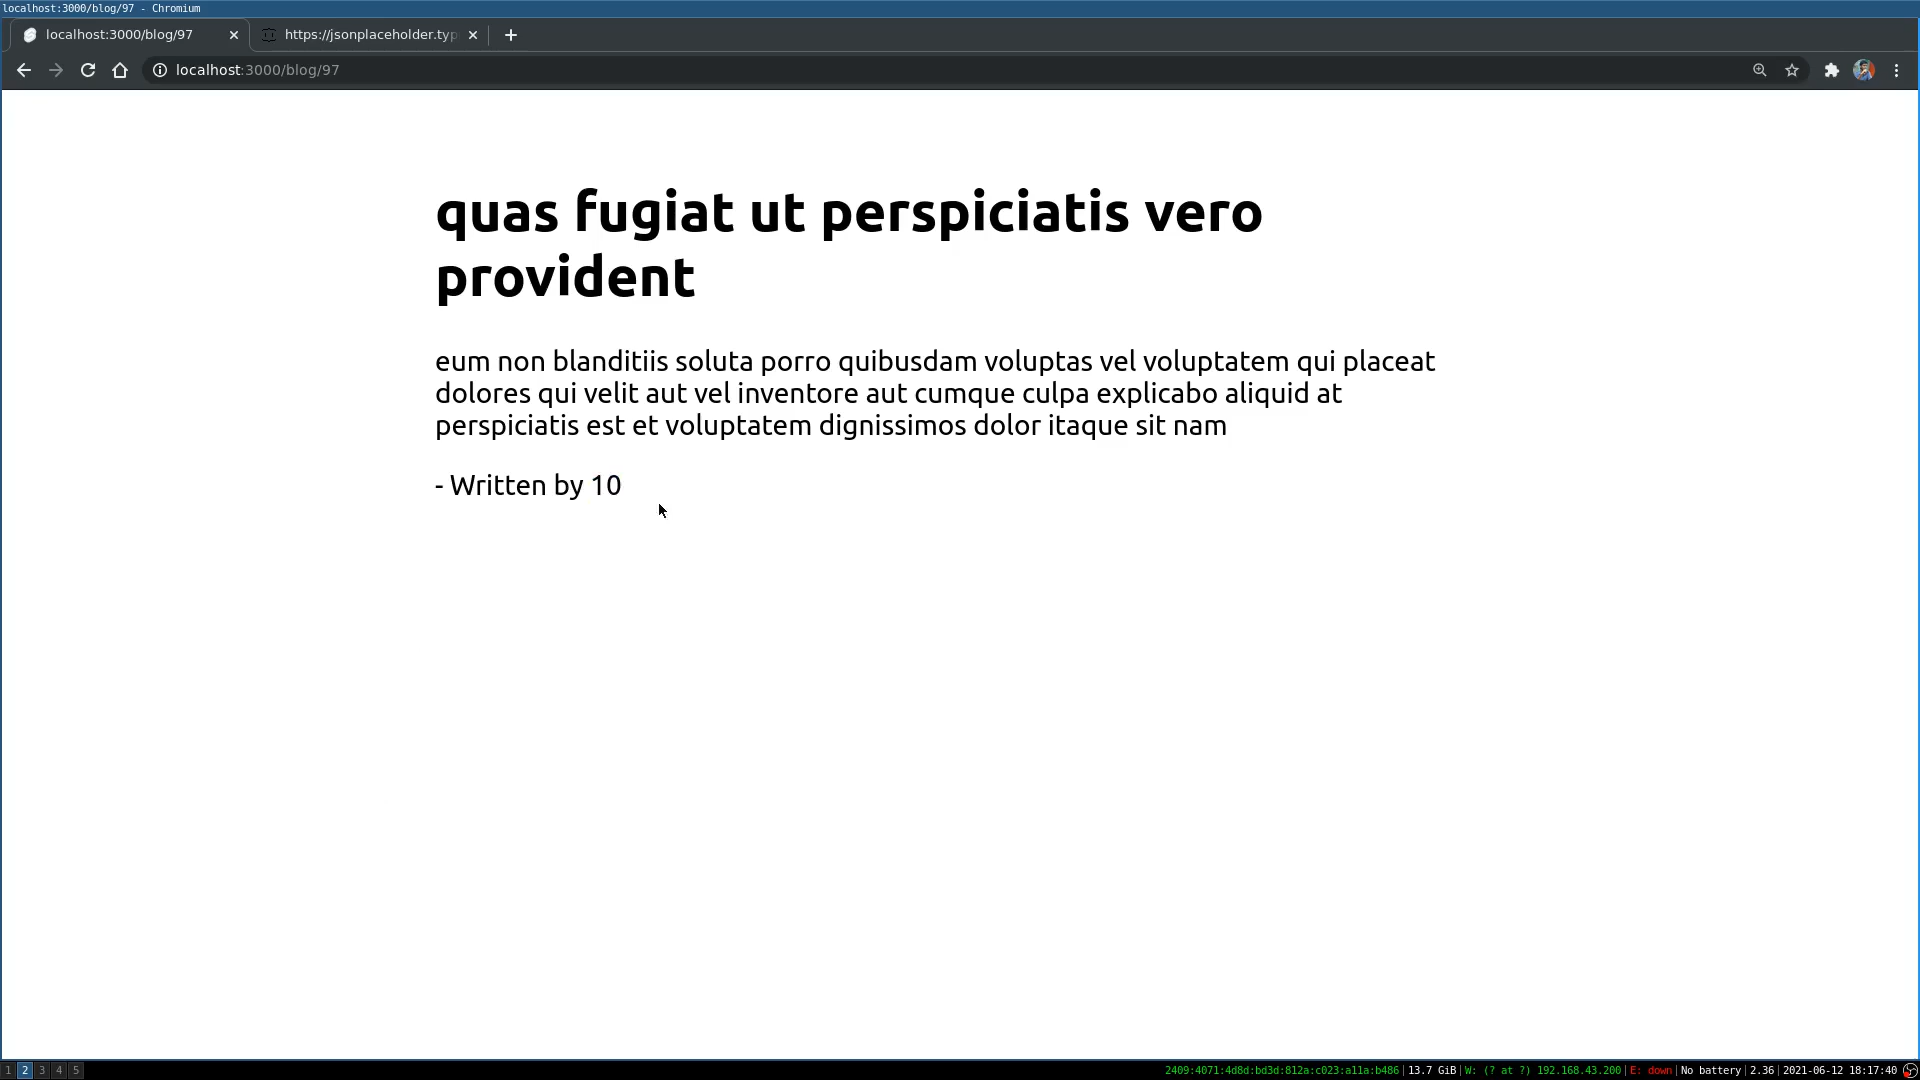 localhost:3000/blog/97 - Chromium
localhost:3000/blog/97
https://jsonplaceholder.typ
localhost:3000/blog/97
quas fugiat ut perspiciatis vero
provident
eum non blanditiis soluta porro quibusdam voluptas vel voluptatem qui placeat
dolores qui velit aut vel inventore aut cumque culpa explicabo aliquid at
perspiciatis est et voluptatem dignissimos dolor itaque sit nam
- Written by 10
1 2 3 4 5
2409:4071:4d8d:bd3d:812a:c023:a11a:b486|13.7 GiB|W: (? at ?) 192.168.43.200|E: down|No battery|2.36|2021-06-12 18:17:40